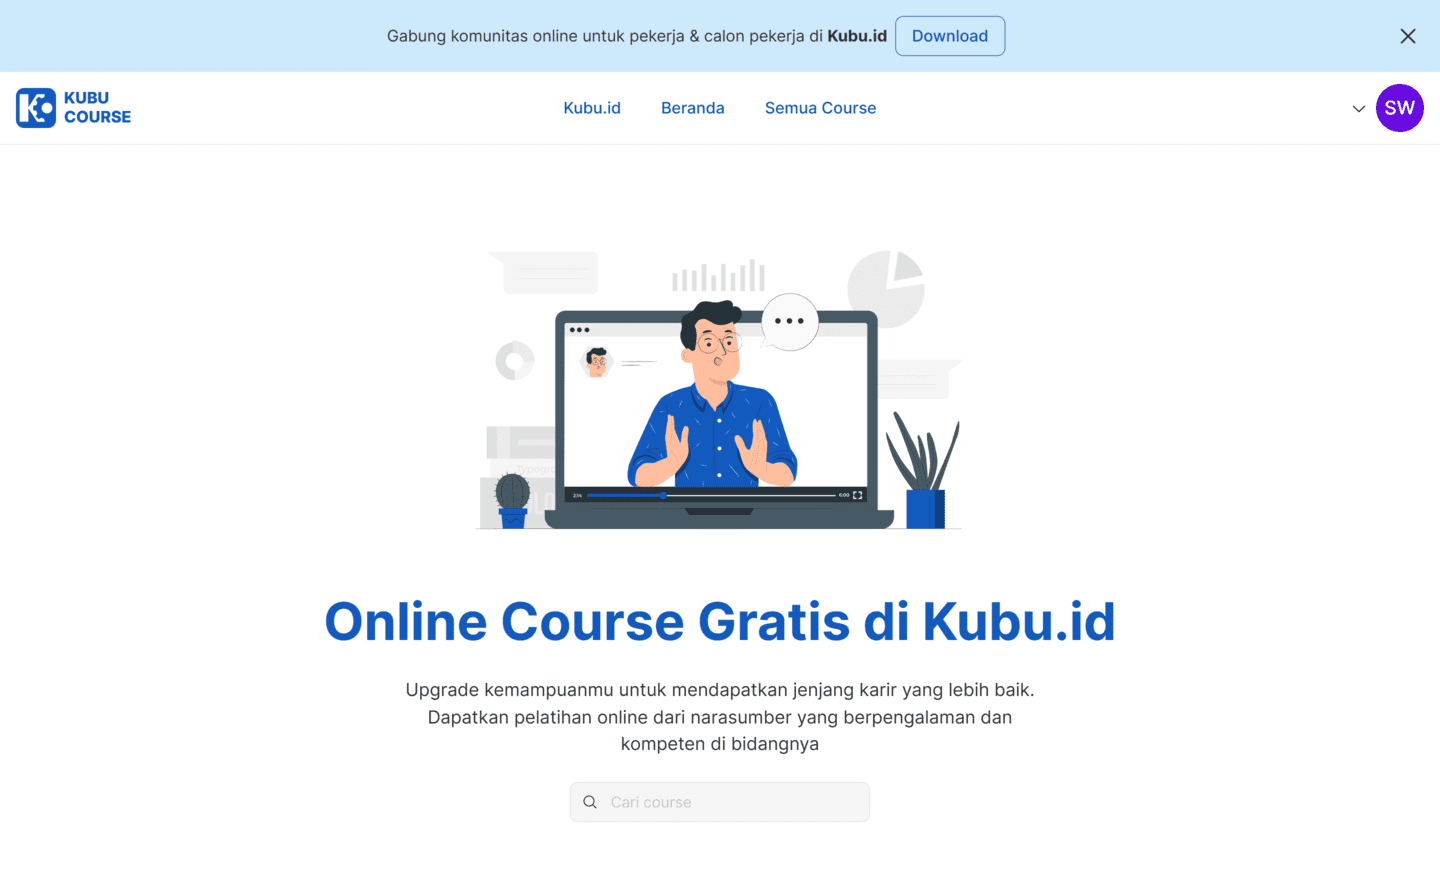 Gabung komunitas online untuk pekerja & calon pekerja di Kubu.id Download
KUBU
COURSE
Kubu.id Beranda Semua Course
SW
Online Course Gratis di Kubu.id
Upgrade kemampuanmu untuk mendapatkan jenjang karir yang lebih baik.
Dapatkan pelatihan online dari narasumber yang berpengalaman dan
kompeten di bidangnya
Cari course